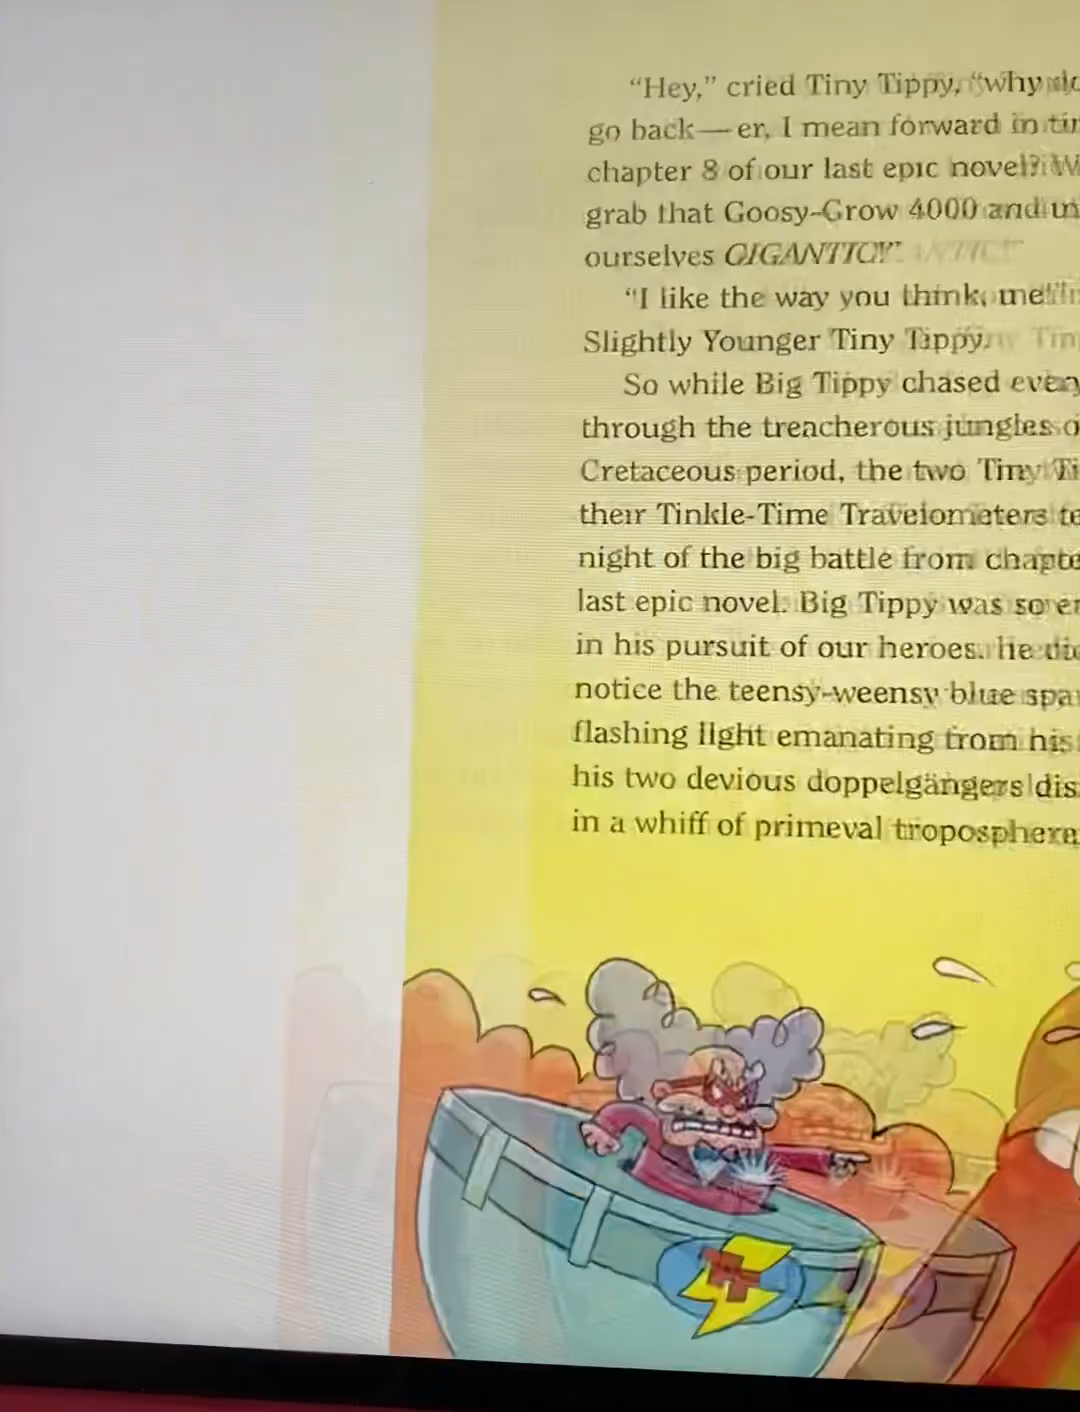 “Hey,” cried Tiny Tippy, “why
go back—er, I mean forward in
chapter 8 of our last epic novel?
grab that Goosy-Grow 4000 and
ourselves GIGANTIC!”
“I like the way you think, me!”
Slightly Younger Tiny Tippy.
So while Big Tippy chased
through the treacherous jungles
Cretaceous period, the two Tiny
their Tinkle-Time Travelometers
night of the big battle from
last epic novel. Big Tippy was so
in his pursuit of our heroes, he
notice the teensy-weensy blue
flashing light emanating from his
his two devious doppelgängers
in a whiff of primeval